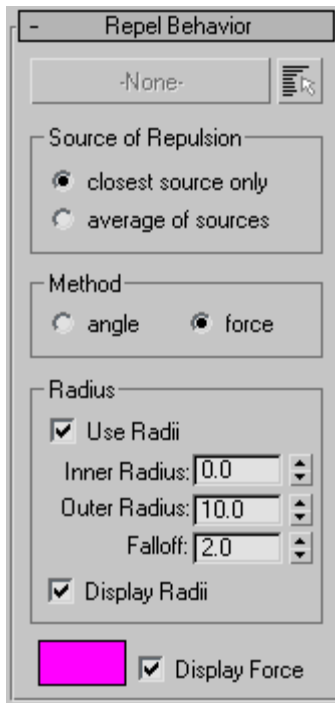 - Repel Behavior
-None-
Source of Repulsion
closest source only
average of sources
Method
angle force
Radius
Use Radii
Inner Radius: 0.0
Outer Radius: 10.0
Falloff: 2.0
Display Radii
Display Force